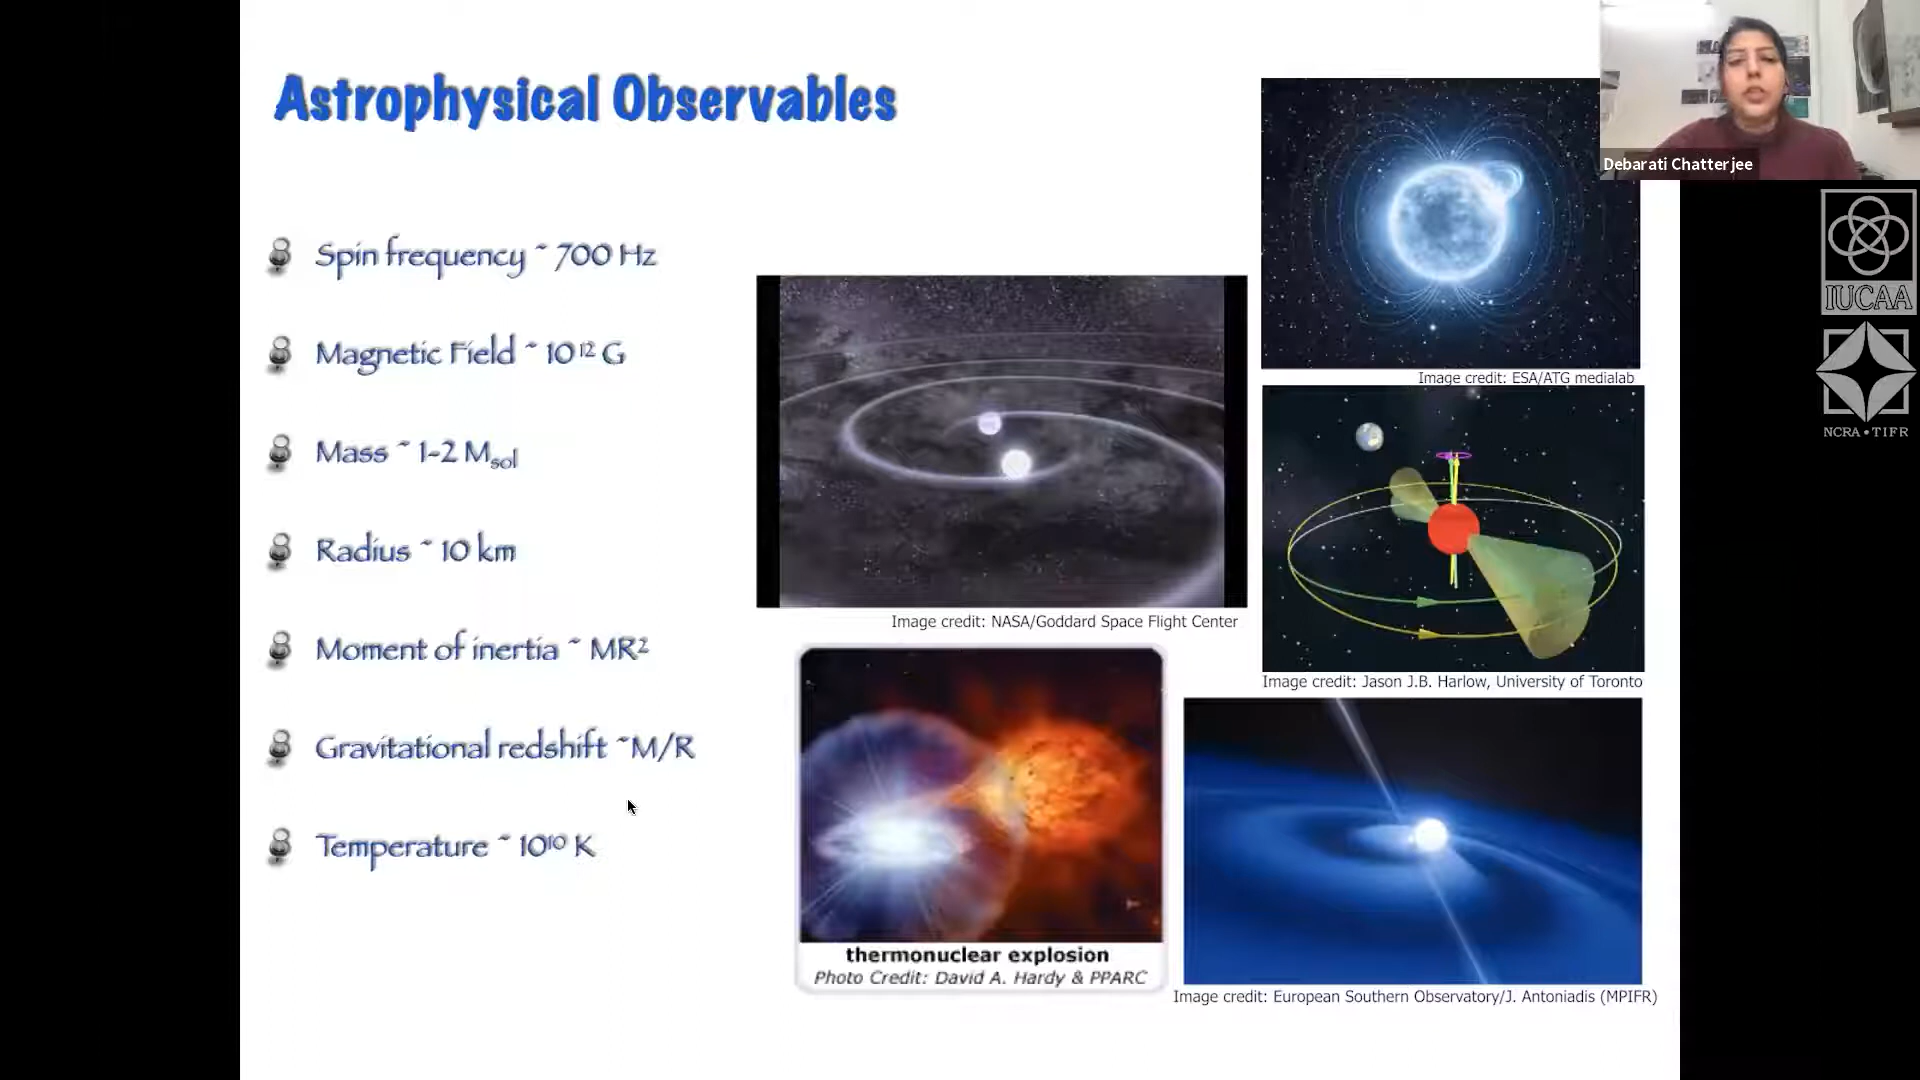 Astrophysical Observables
Spin frequency ~ 700 Hz
Magnetic Field ~ 10¹² G
Mass ~ 1-2 Msol
Radius ~ 10 km
Moment of inertia ~ MR²
Gravitational redshift ~M/R
Temperature ~ 10¹⁰ K
Image credit: NASA/Goddard Space Flight Center
thermonuclear explosion
Photo Credit: David A. Hardy & PPARC
Image credit: ESA/ATG medialab
Image credit: Jason J.B. Harlow, University of Toronto
Image credit: European Southern Observatory/J. Antoniadis (MPIFR)
Debarati Chatterjee
IUCAA
NCRA•TIFR